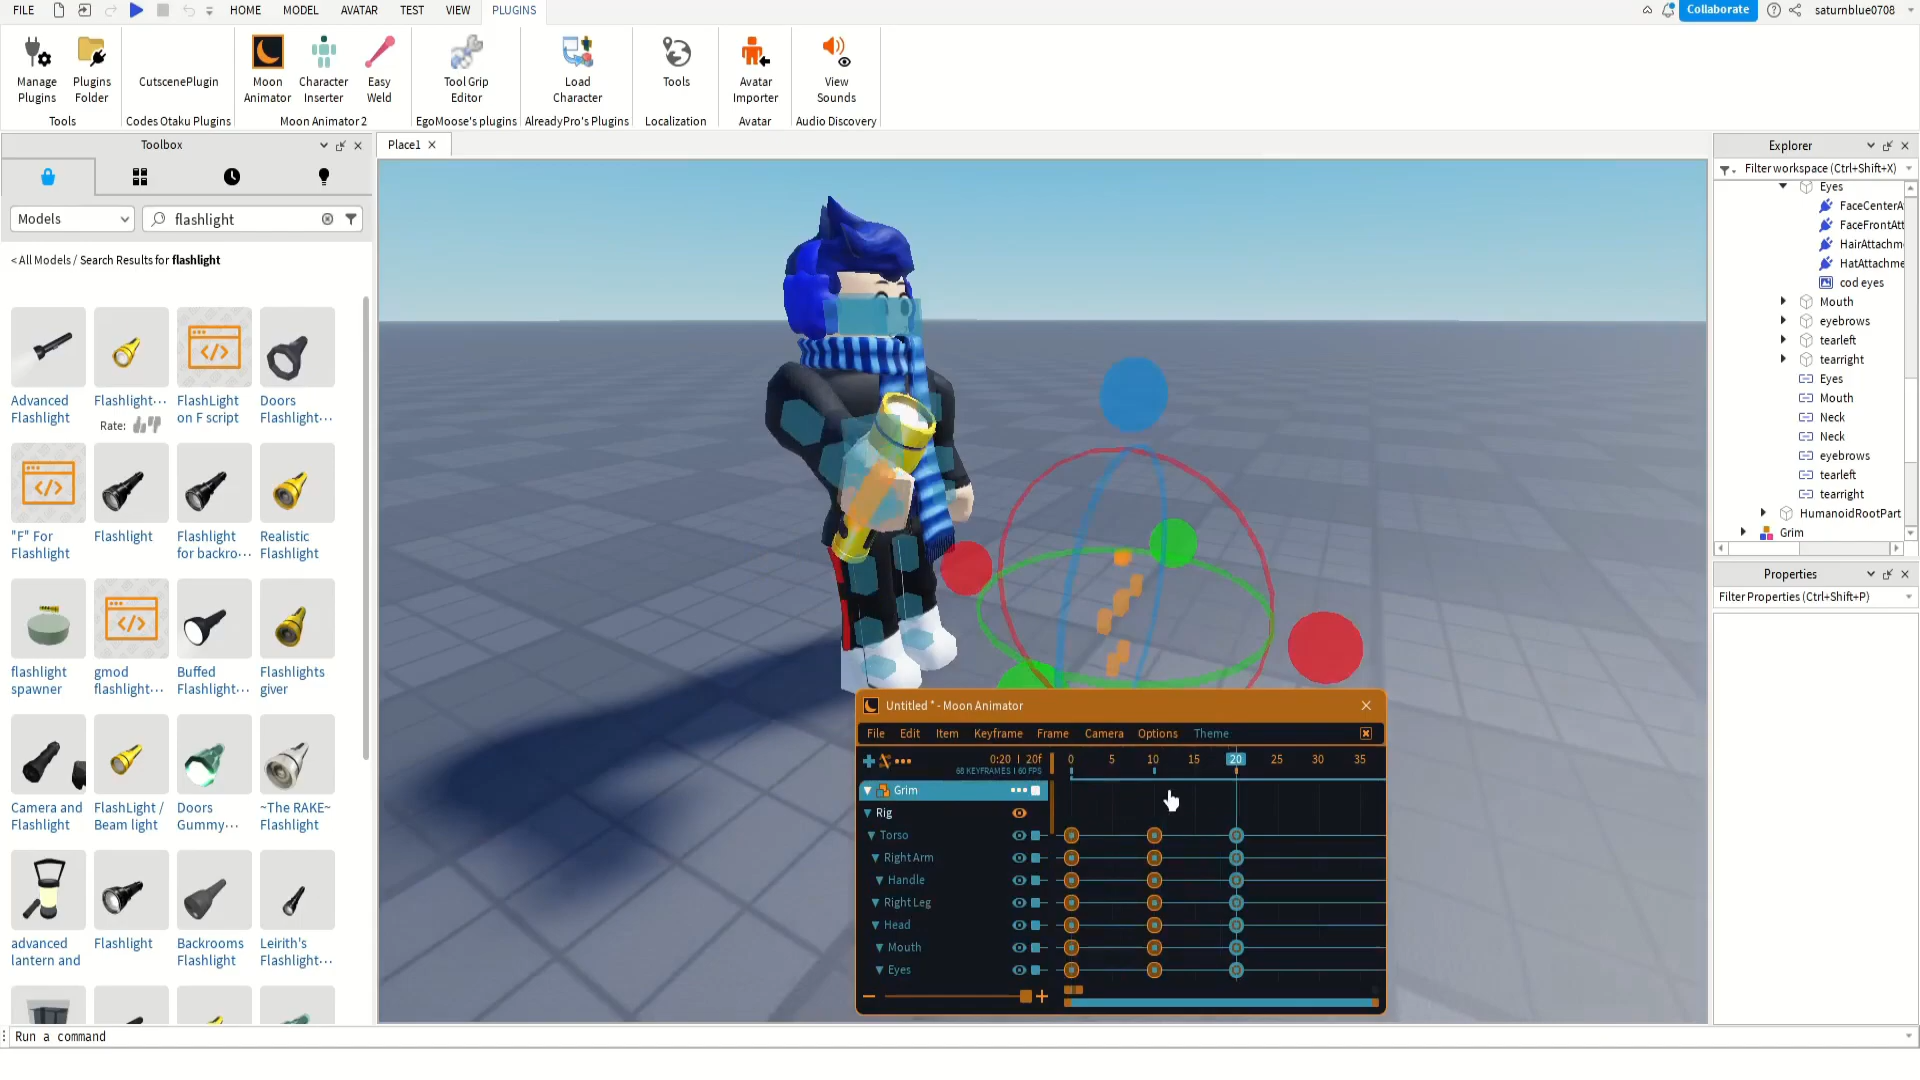 FILE HOME MODEL AVATAR TEST VIEW PLUGINS Collaborate saturnblue0708
Manage Plugins
Plugins Folder
CutscenePlugin
Moon Animator
Character Inserter
Easy Weld
Tool Grip Editor
Load Character
Tools
Avatar Importer
View Sounds
Tools Codes Otaku Plugins Moon Animator 2 EgoMoose's plugins AlreadyPro's Plugins Localization Avatar Audio Discovery
Toolbox
Models
flashlight
< All Models / Search Results for flashlight
Advanced Flashlight
Flashlight...
Rate:
FlashLight on F script
Doors Flashlight...
"F" For Flashlight
Flashlight
Flashlight for backro...
Realistic Flashlight
flashlight spawner
gmod flashlight...
Buffed Flashlight...
Flashlights giver
Camera and Flashlight
FlashLight / Beam light
Doors Gummy...
~The RAKE~ Flashlight
advanced lantern and
Flashlight
Backrooms Flashlight
Leirith's Flashlight...
Run a command
Place1
Untitled * - Moon Animator
File Edit Item Keyframe Frame Camera Options Theme
0:20 | 20f
68 KEYFRAMES | 60 FPS
0 5 10 15 20 25 30 35
Grim
Rig
Torso
Right Arm
Handle
Right Leg
Head
Mouth
Eyes
Explorer
Filter workspace (Ctrl+Shift+X)
Eyes
FaceCenterA
FaceFrontAtt
HairAttachm
HatAttachme
cod eyes
Mouth
eyebrows
tearleft
tearright
Eyes
Mouth
Neck
Neck
eyebrows
tearleft
tearright
HumanoidRootPart
Grim
Properties
Filter Properties (Ctrl+Shift+P)